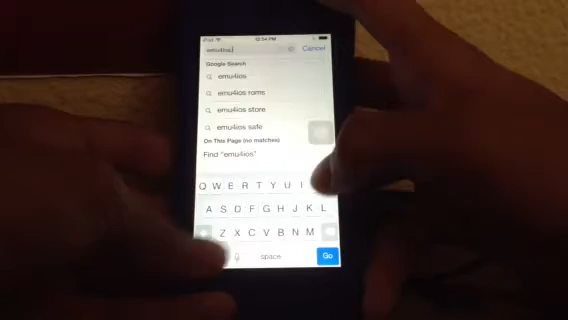 iPod
12:54 PM
emu4ios
Cancel
Google Search
emu4ios
emu4ios roms
emu4ios store
emu4ios safe
On This Page (no matches)
Find "emu4ios"
Q W E R T Y U I
A S D F G H J K L
Z X C V B N M
space
Go